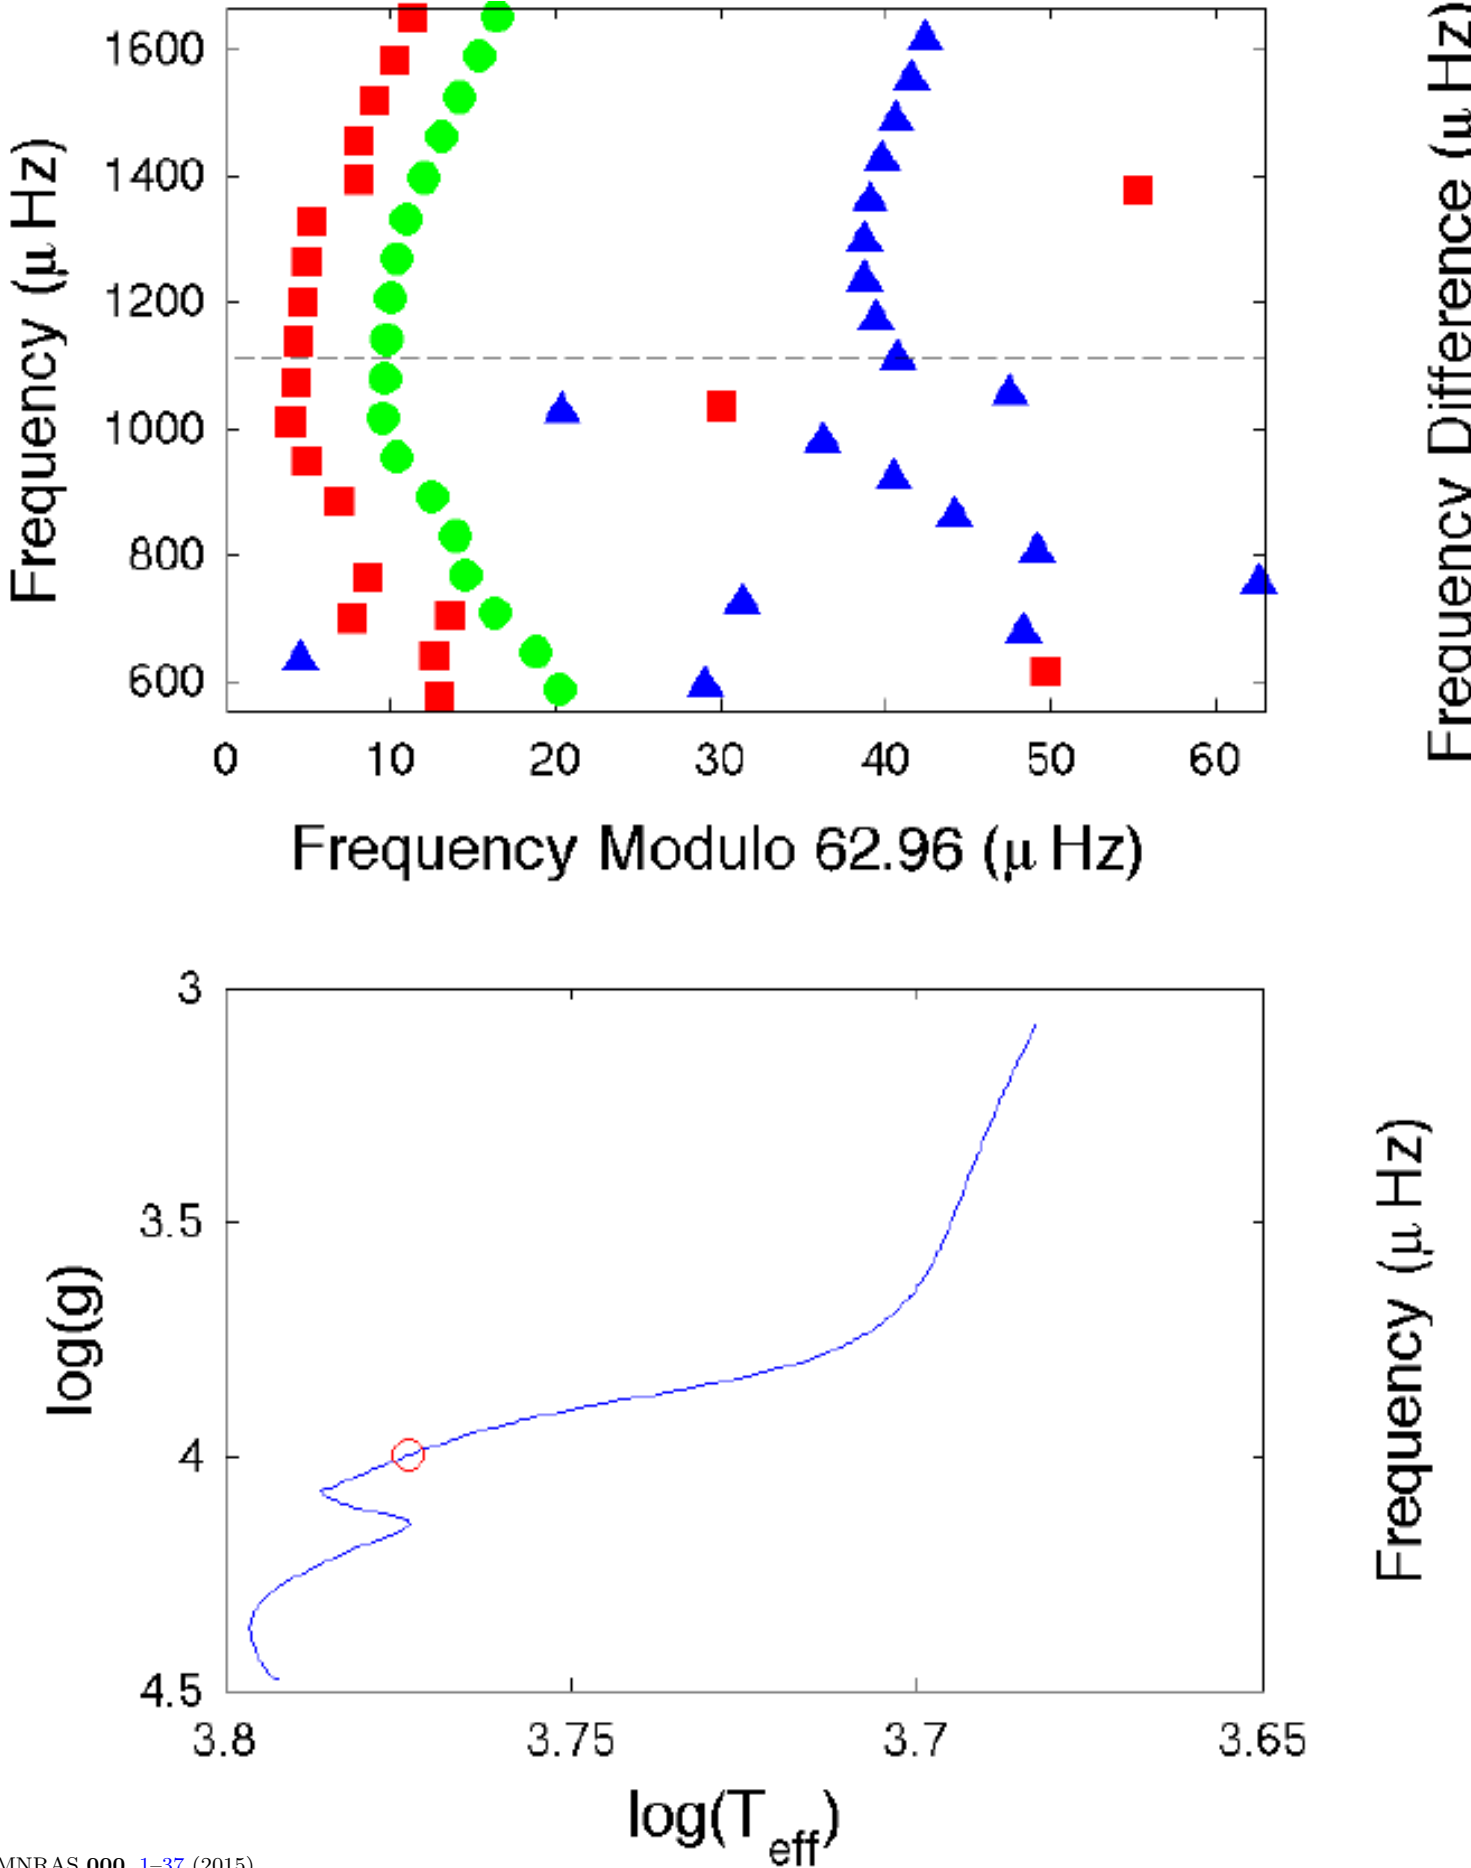 1600
1400
1200
1000
800
600
Frequency (μ Hz)
0 10 20 30 40 50 60
Frequency Modulo 62.96 (μ Hz)
Frequency Difference (μ Hz)
3
3.5
4
4.5
log(g)
3.8 3.75 3.7 3.65
log(Teff)
Frequency (μ Hz)
MNRAS 000, 1–37 (2015)